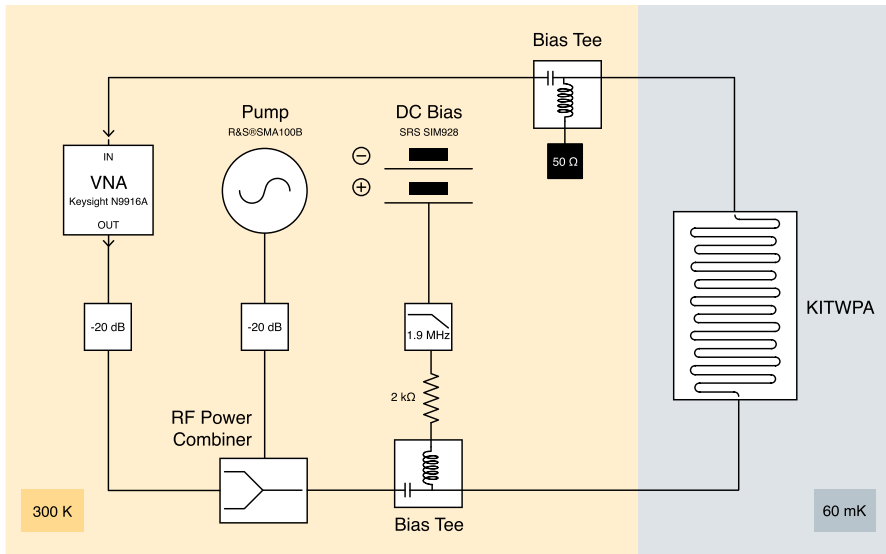 Bias Tee
50 Ω
Pump
R&S®SMA100B
DC Bias
SRS SIM928
−
+
IN
VNA
Keysight N9916A
OUT
-20 dB
-20 dB
1.9 MHz
2 kΩ
KITWPA
RF Power
Combiner
Bias Tee
300 K
60 mK